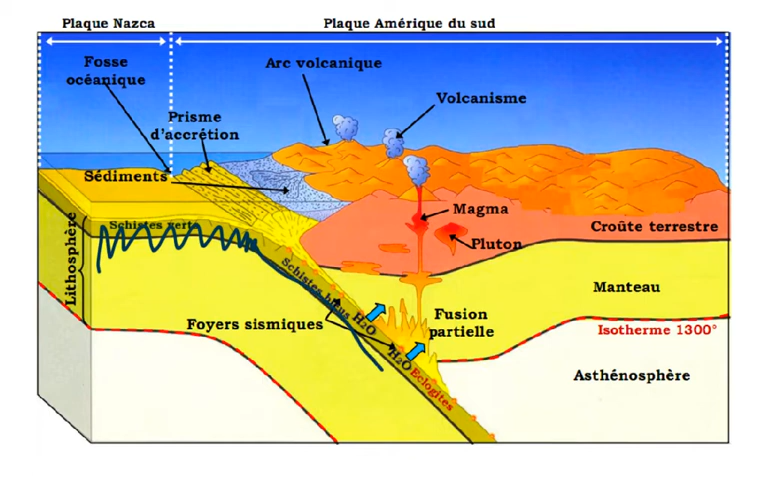 Plaque Nazca
Plaque Amérique du sud
Fosse
océanique
Arc volcanique
Volcanisme
Prisme
d'accrétion
Sédiments
Magma
Croûte terrestre
Pluton
Schistes verts
Lithosphère
Schistes bleus
Manteau
Foyers sismiques
H2O
Fusion
partielle
Isotherme 1300°
H2O
Eclogites
Asthénosphère